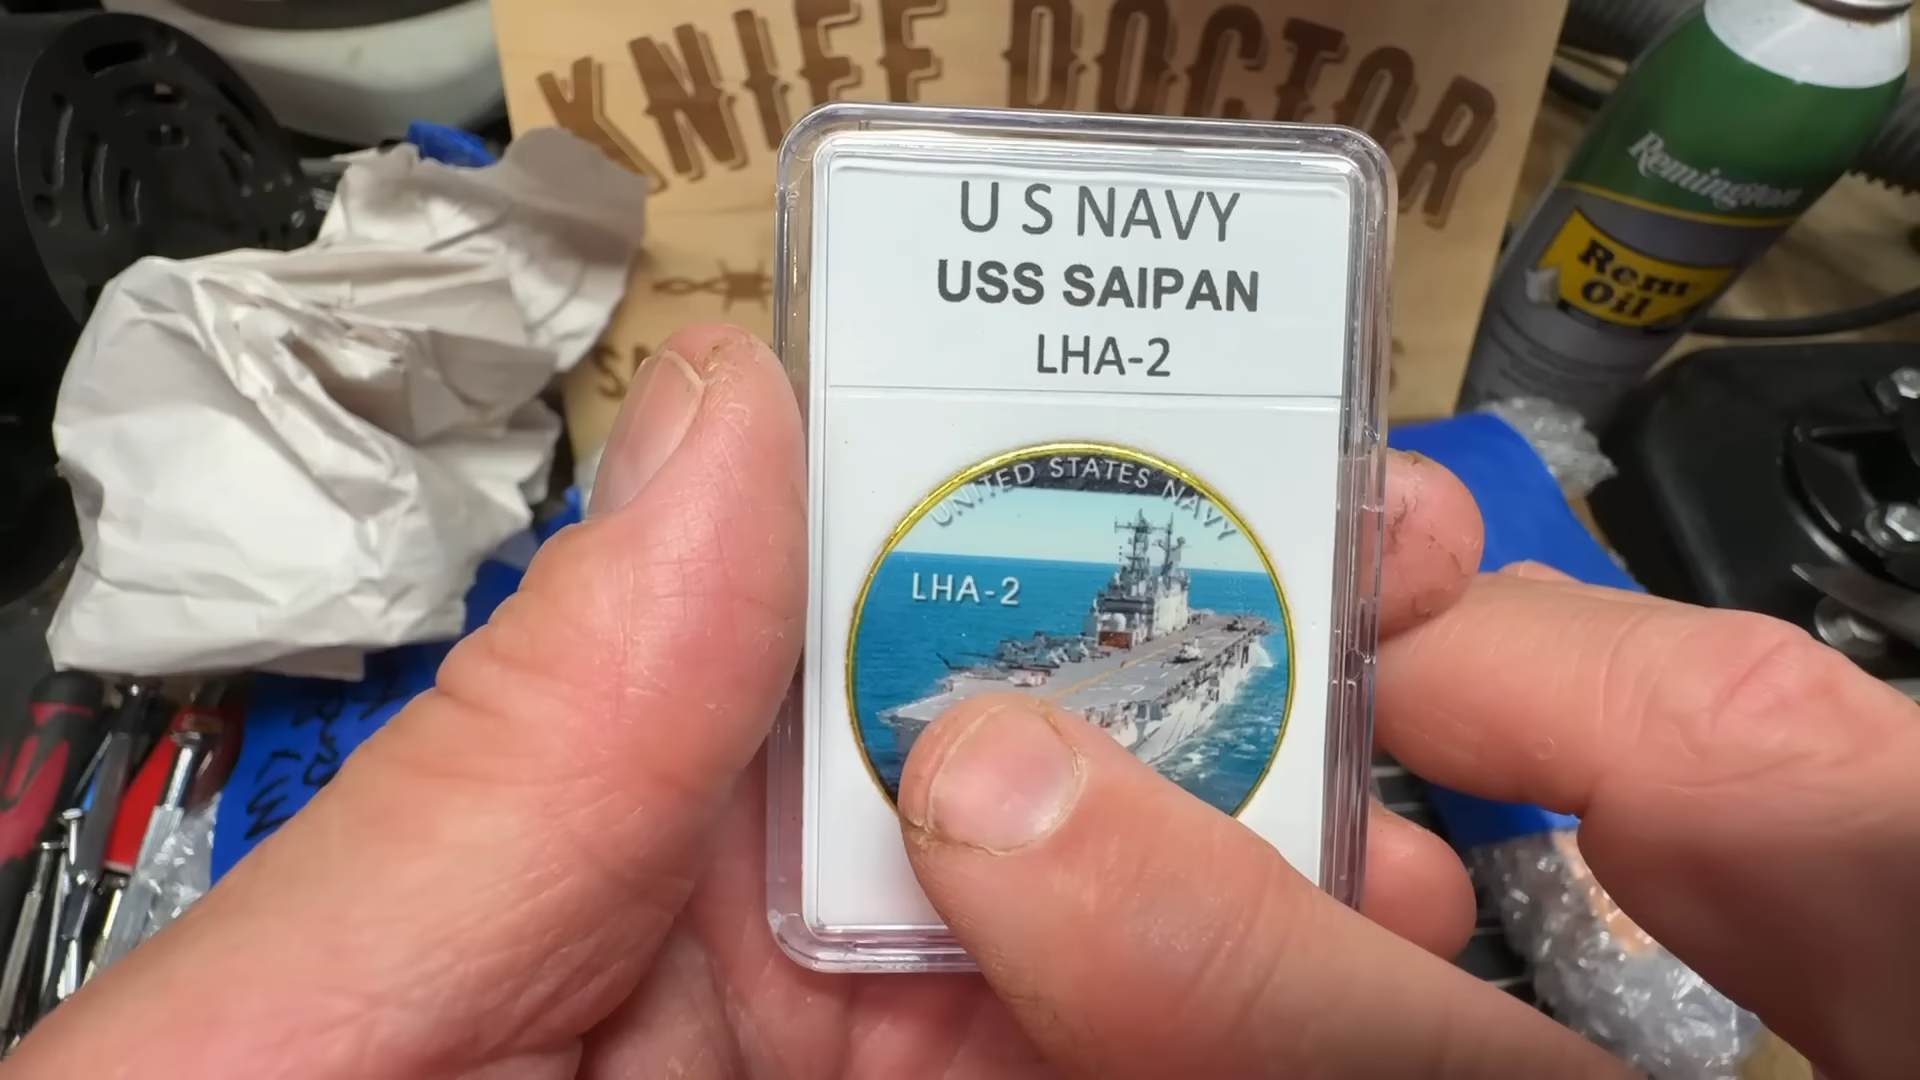 KNIFE DOCTOR
U S NAVY
USS SAIPAN
LHA-2
UNITED STATES NAVY
LHA-2
Remington
Rem
Oil